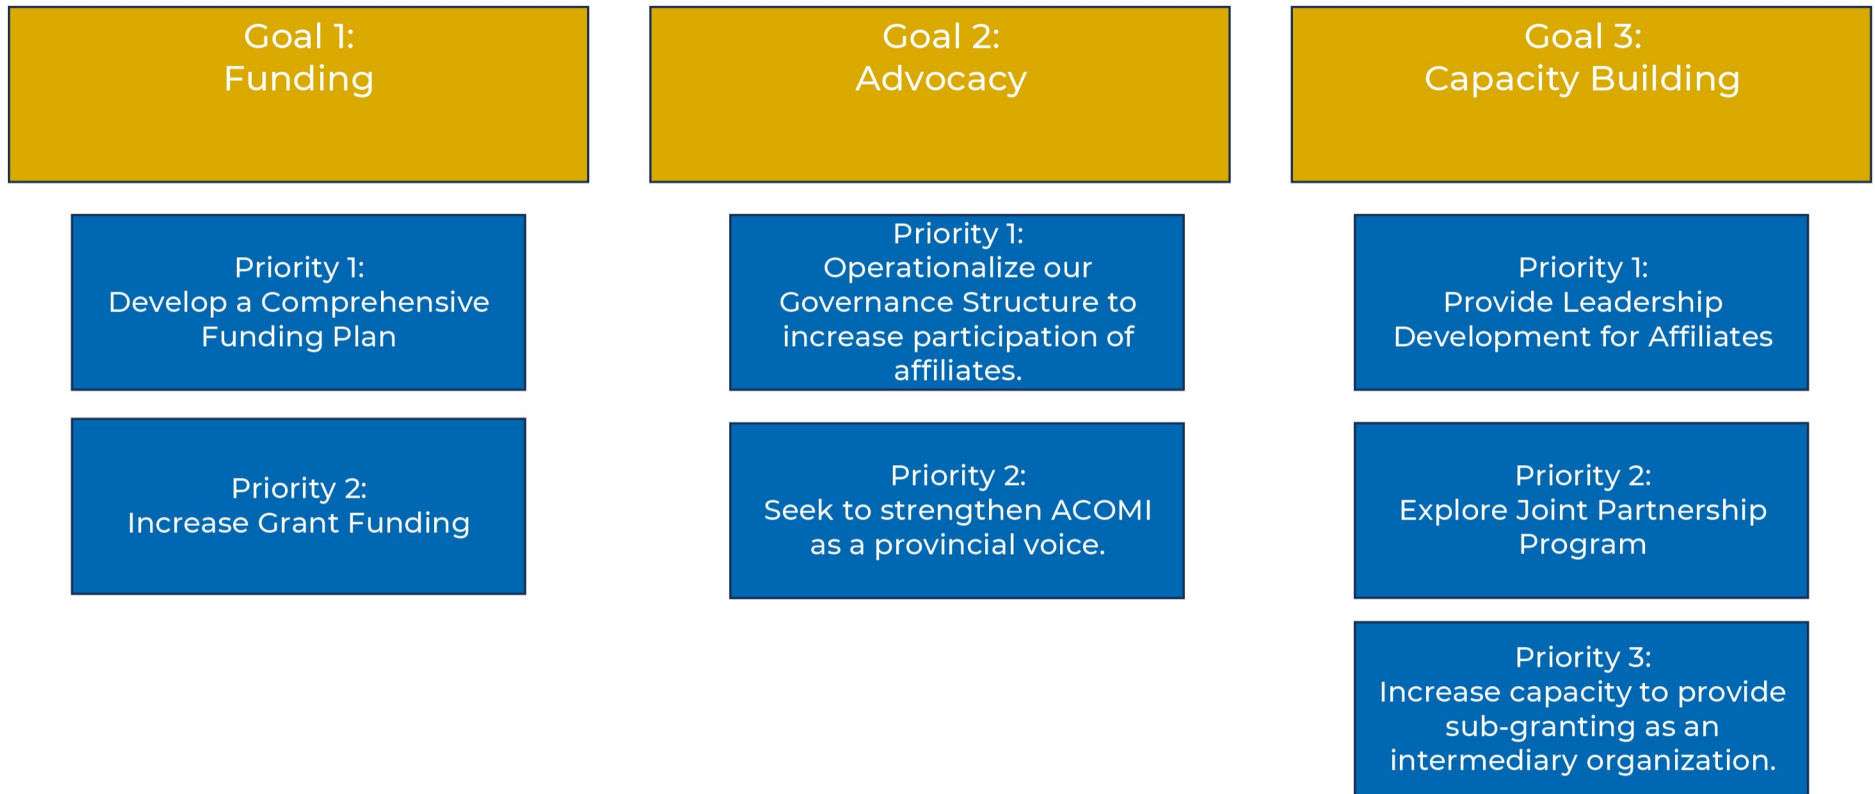 Goal 1:
Funding
Priority 1:
Develop a Comprehensive
Funding Plan
Priority 2:
Increase Grant Funding
Goal 2:
Advocacy
Priority 1:
Operationalize our
Governance Structure to
increase participation of
affiliates.
Priority 2:
Seek to strengthen ACOMI
as a provincial voice.
Goal 3:
Capacity Building
Priority 1:
Provide Leadership
Development for Affiliates
Priority 2:
Explore Joint Partnership
Program
Priority 3:
Increase capacity to provide
sub-granting as an
intermediary organization.